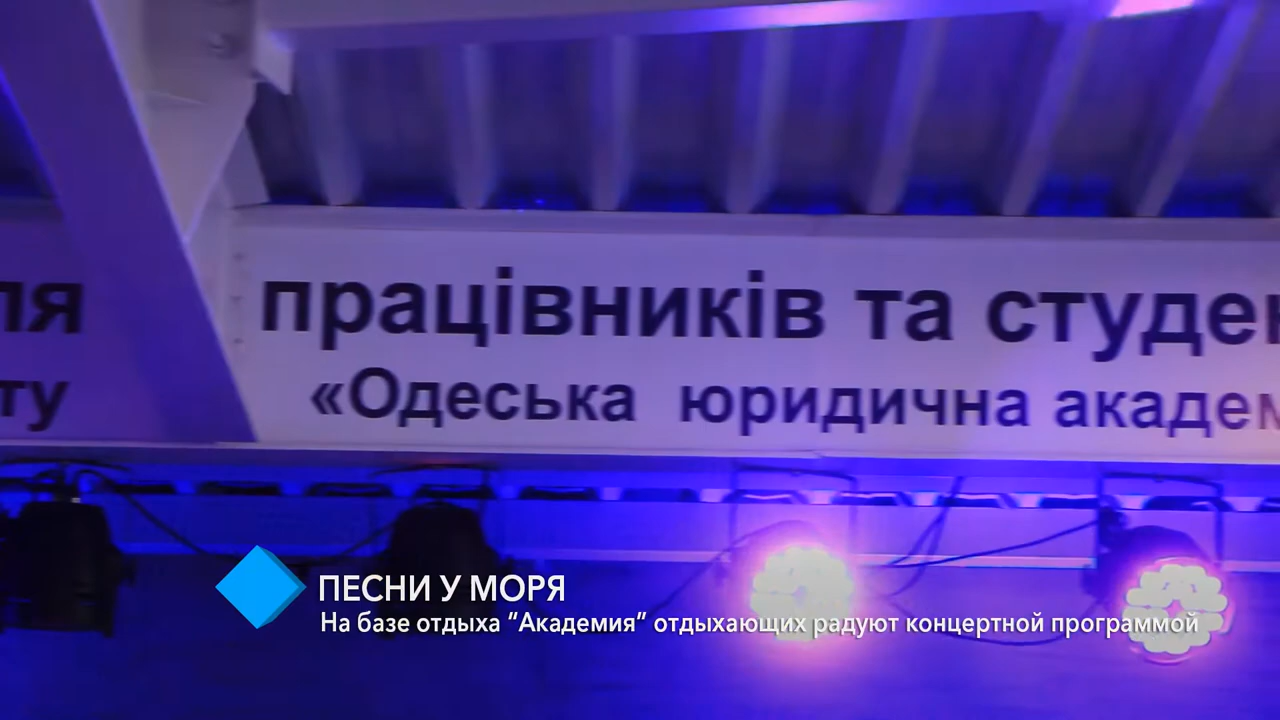 ля працівників та студен
ту «Одеська юридична академ
ПЕСНИ У МОРЯ
На базе отдыха “Академия” отдыхающих радуют концертной программой